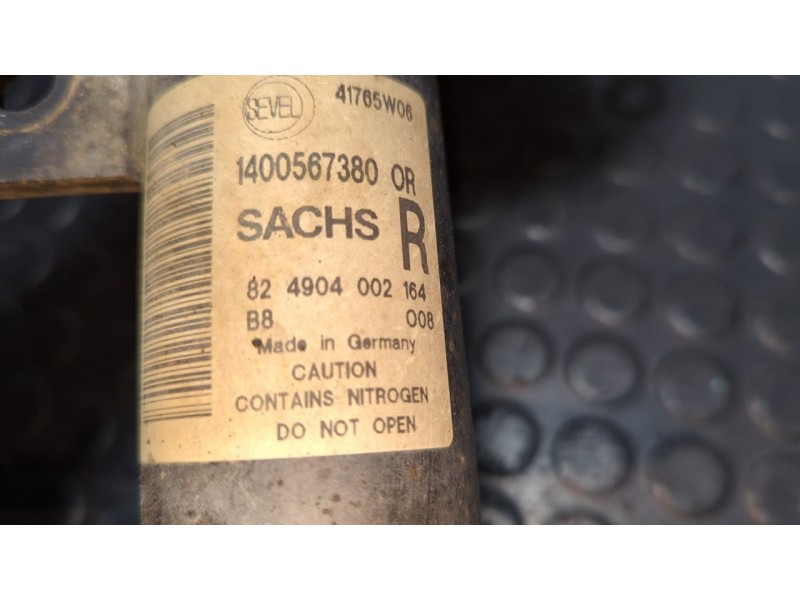 SEVEL
41765W06
1400567380 OR
SACHS R
82 4904 002 164
B8 008
Made in Germany
CAUTION
CONTAINS NITROGEN
DO NOT OPEN